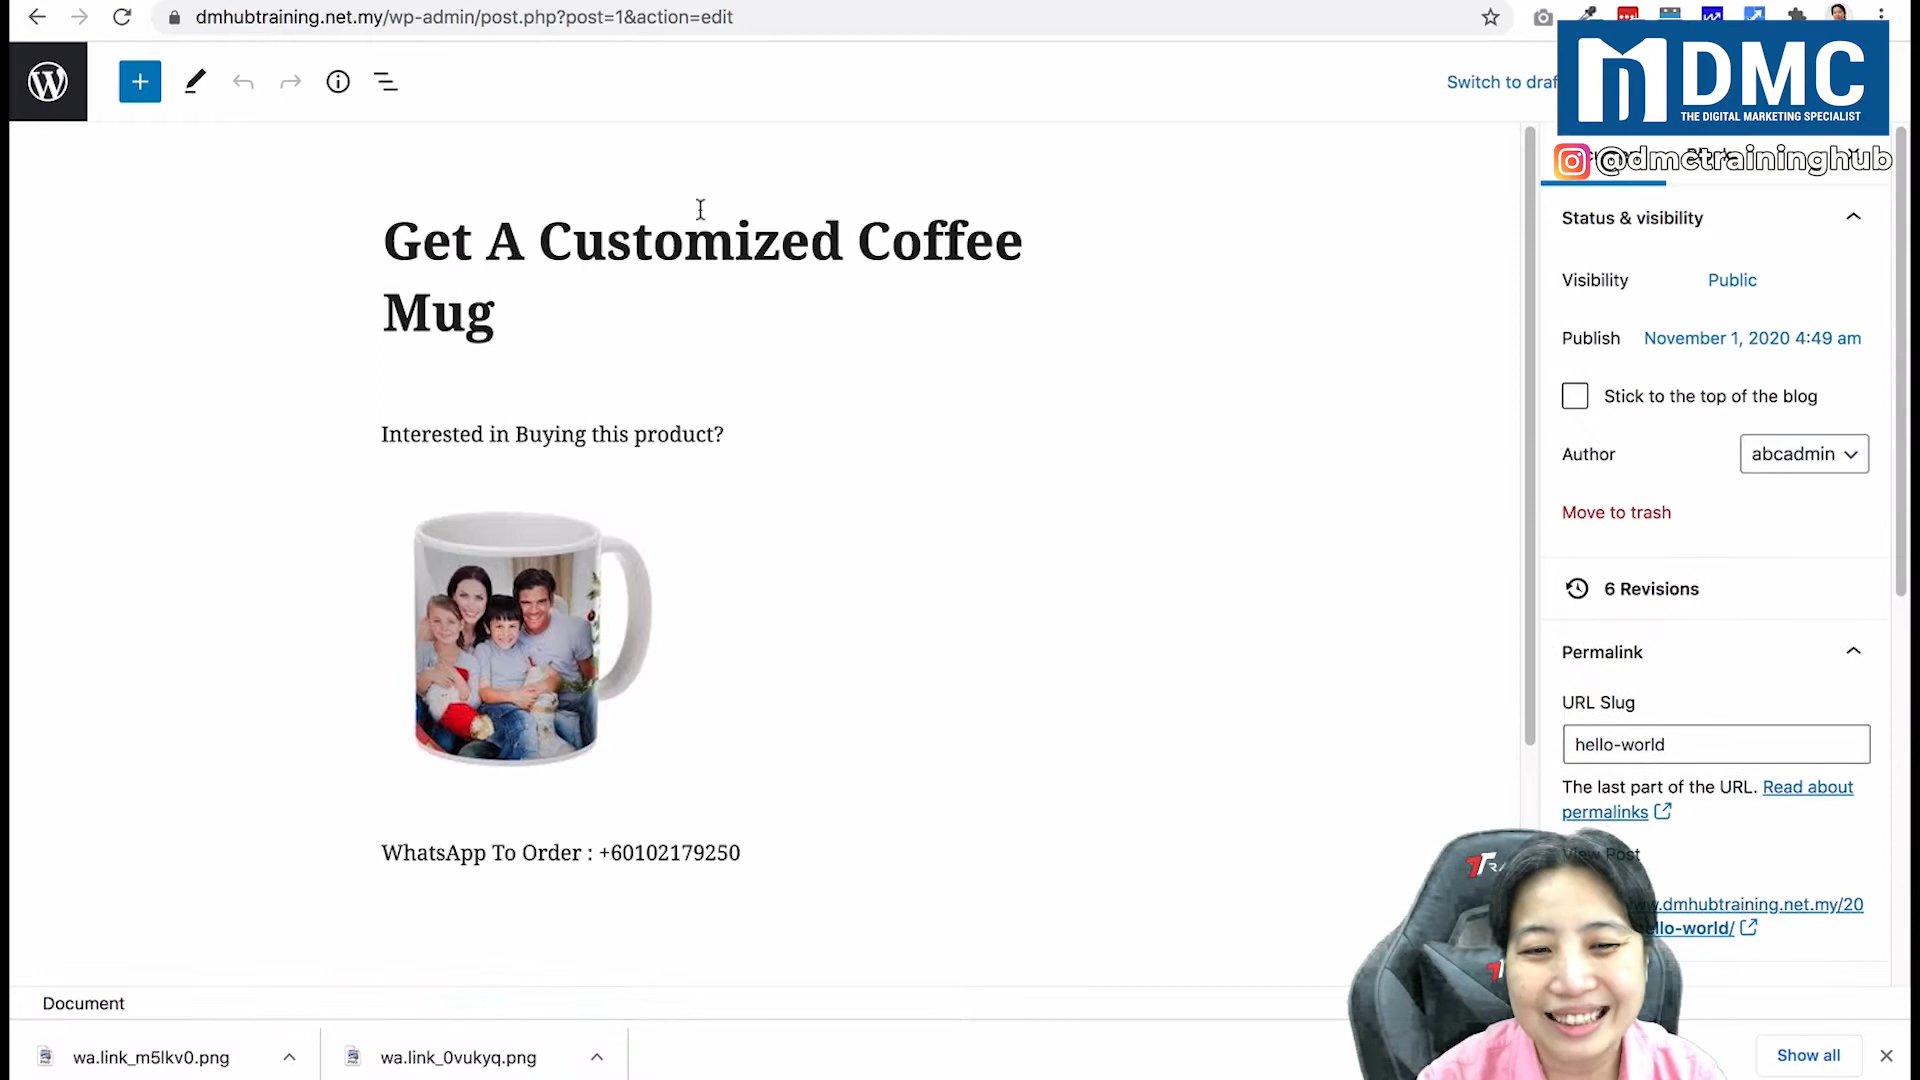 dmhubtraining.net.my/wp-admin/post.php?post=1&action=edit
Switch to draf
DMC
THE DIGITAL MARKETING SPECIALIST
@dmctraininghub
Get A Customized Coffee
Mug
Interested in Buying this product?
WhatsApp To Order : +60102179250
Status & visibility
Visibility Public
Publish November 1, 2020 4:49 am
Stick to the top of the blog
Author abcadmin
Move to trash
6 Revisions
Permalink
URL Slug
hello-world
The last part of the URL. Read about
permalinks
View Post
w.dmhubtraining.net.my/20
llo-world/
Document
wa.link_m5lkv0.png
wa.link_0vukyq.png
Show all